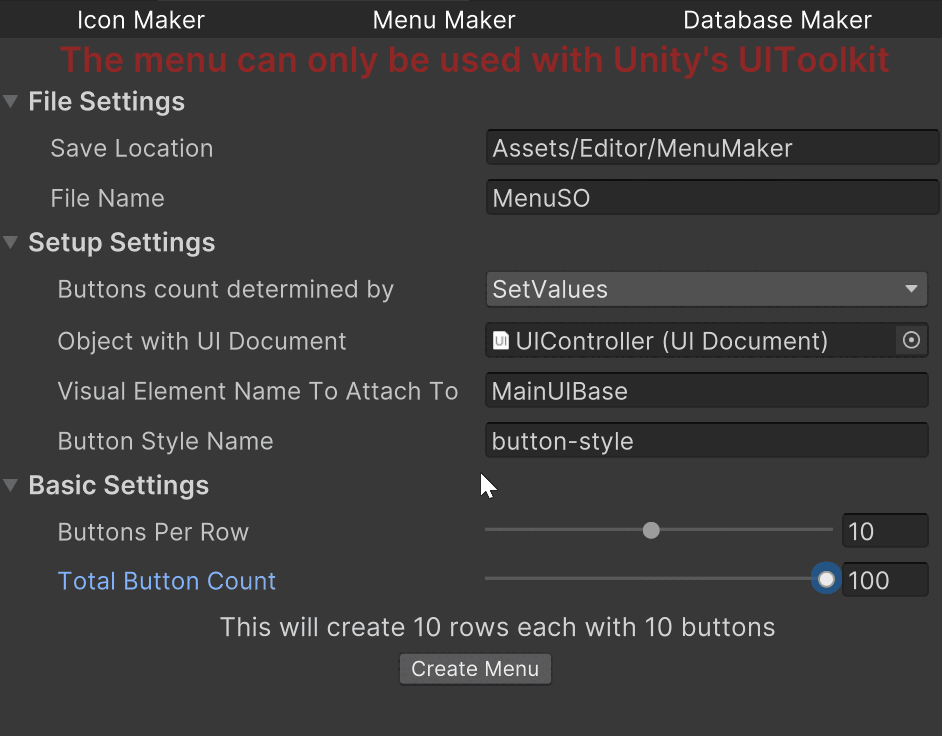 Icon Maker Menu Maker Database Maker
The menu can only be used with Unity's UIToolkit
File Settings
Save Location Assets/Editor/MenuMaker
File Name MenuSO
Setup Settings
Buttons count determined by SetValues
Object with UI Document UIController (UI Document)
Visual Element Name To Attach To MainUIBase
Button Style Name button-style
Basic Settings
Buttons Per Row 10
Total Button Count 100
This will create 10 rows each with 10 buttons
Create Menu